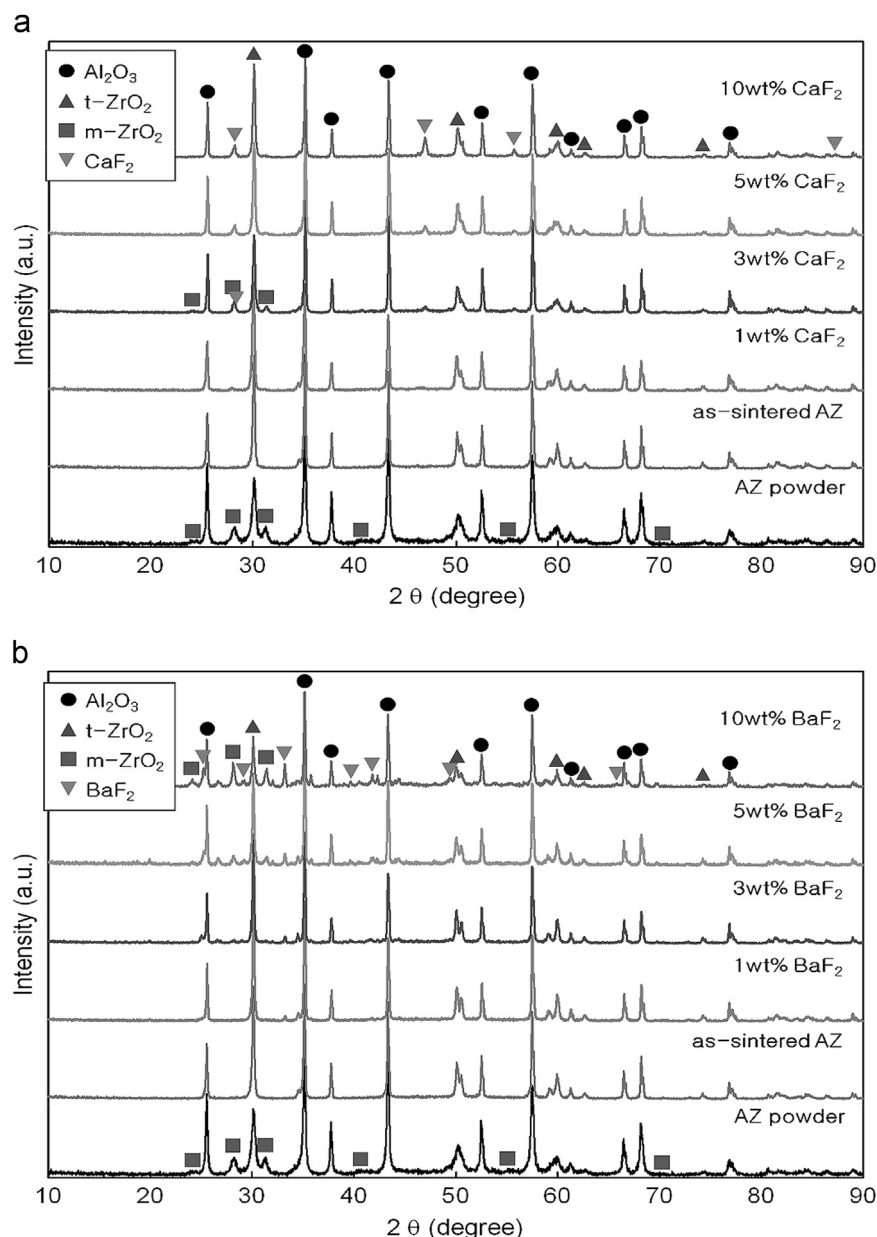 a
Al₂O₃
t-ZrO₂
m-ZrO₂
CaF₂
10wt% CaF₂
5wt% CaF₂
3wt% CaF₂
1wt% CaF₂
as-sintered AZ
AZ powder
Intensity (a.u.)
10 20 30 40 50 60 70 80 90
2 θ (degree)
b
Al₂O₃
t-ZrO₂
m-ZrO₂
BaF₂
10wt% BaF₂
5wt% BaF₂
3wt% BaF₂
1wt% BaF₂
as-sintered AZ
AZ powder
Intensity (a.u.)
10 20 30 40 50 60 70 80 90
2 θ (degree)